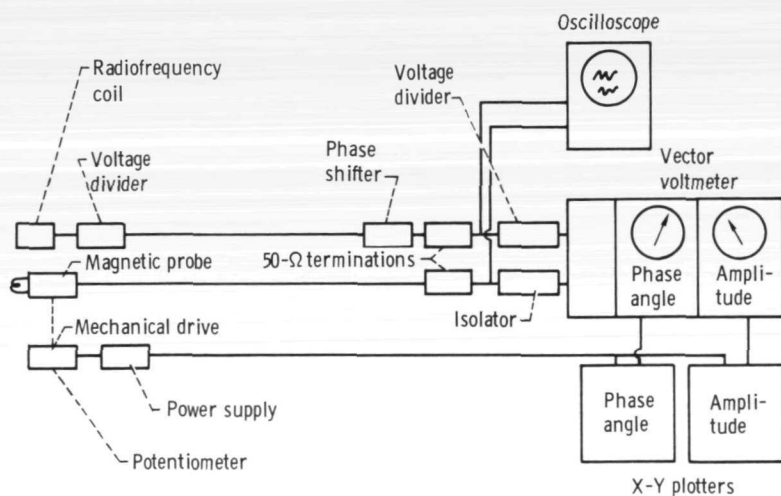 Oscilloscope
Radiofrequency
coil
Voltage
divider
Voltage
divider
Phase
shifter
Vector
voltmeter
Magnetic probe
50-Ω terminations
Phase
angle
Ampli-
tude
Isolator
Mechanical drive
Power supply
Potentiometer
Phase
angle
Ampli-
tude
X-Y plotters